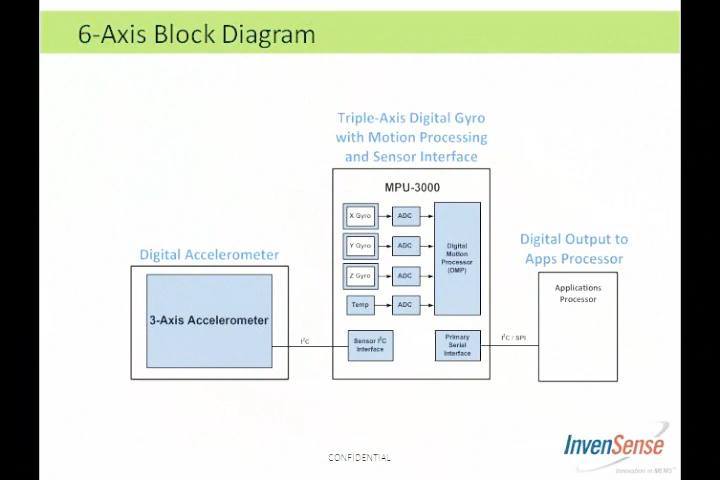 6-Axis Block Diagram
Triple-Axis Digital Gyro
with Motion Processing
and Sensor Interface
MPU-3000
X Gyro
ADC
Y Gyro
ADC
Z Gyro
ADC
Temp
ADC
Digital
Motion
Processor
(DMP)
Sensor I²C
Interface
Primary
Serial
Interface
Digital Accelerometer
3-Axis Accelerometer
I²C
I²C / SPI
Digital Output to
Apps Processor
Applications
Processor
CONFIDENTIAL
InvenSense
Innovation in MEMS